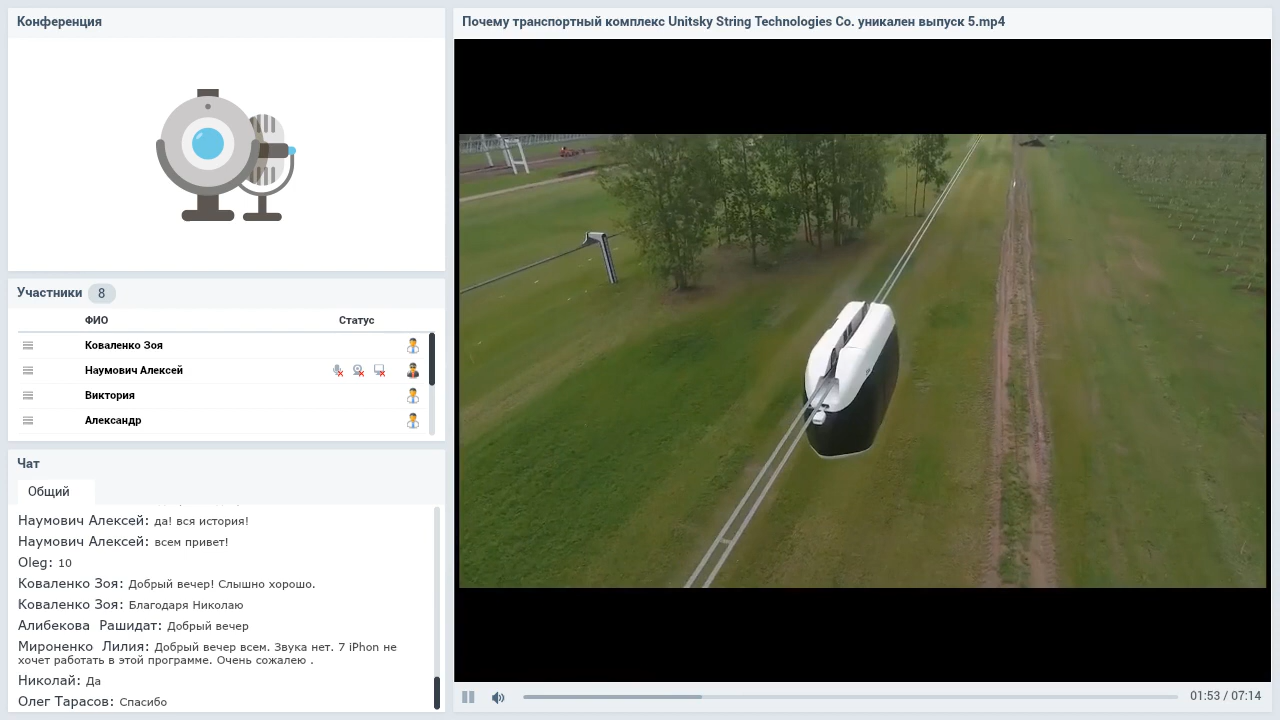 Конференция
Участники 8
ФИО Статус
Коваленко Зоя
Наумович Алексей
Виктория
Александр
Чат
Общий
Наумович Алексей: да! вся история!
Наумович Алексей: всем привет!
Oleg: 10
Коваленко Зоя: Добрый вечер! Слышно хорошо.
Коваленко Зоя: Благодаря Николаю
Алибекова Рашидат: Добрый вечер
Мироненко Лилия: Добрый вечер всем. Звука нет. 7 iPhon не
хочет работать в этой программе. Очень сожалею .
Николай: Да
Олег Тарасов: Спасибо
Почему транспортный комплекс Unitsky String Technologies Co. уникален выпуск 5.mp4
01:53 / 07:14